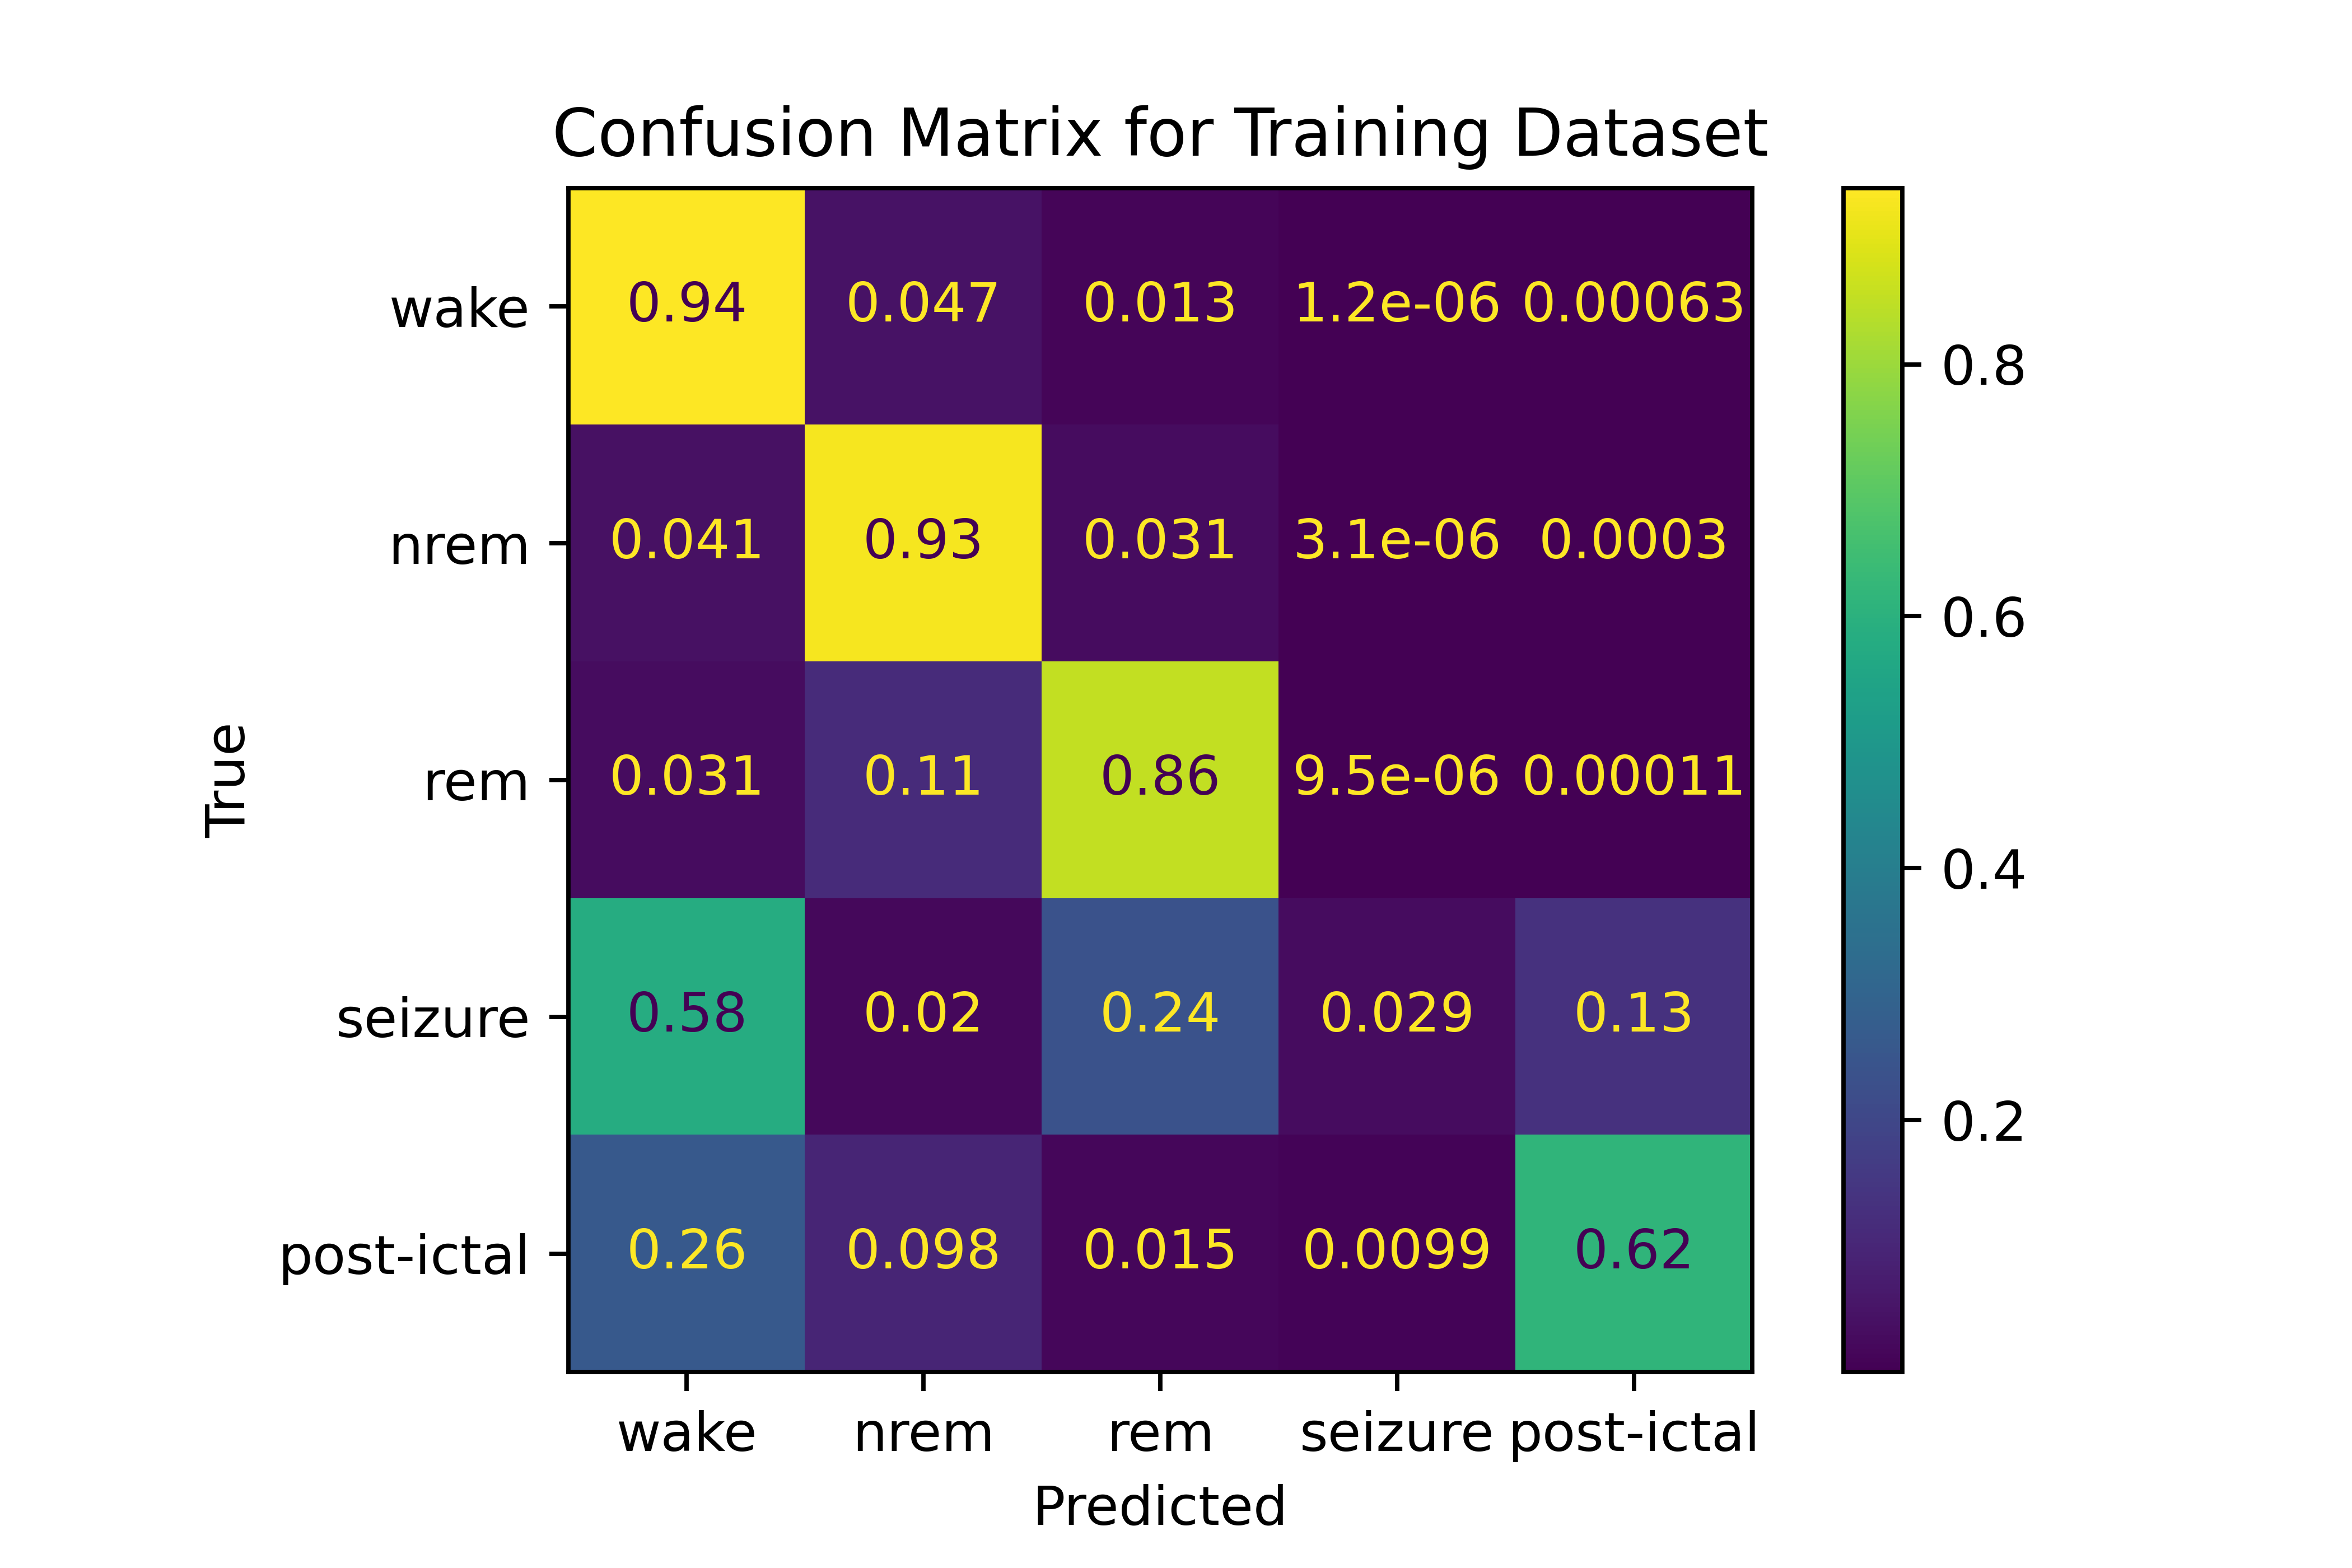 Confusion Matrix for Training Dataset
wake 0.94 0.047 0.013 1.2e-06 0.00063
nrem 0.041 0.93 0.031 3.1e-06 0.0003
rem 0.031 0.11 0.86 9.5e-06 0.00011
seizure 0.58 0.02 0.24 0.029 0.13
post-ictal 0.26 0.098 0.015 0.0099 0.62
True
wake nrem rem seizure post-ictal
Predicted
0.8
0.6
0.4
0.2